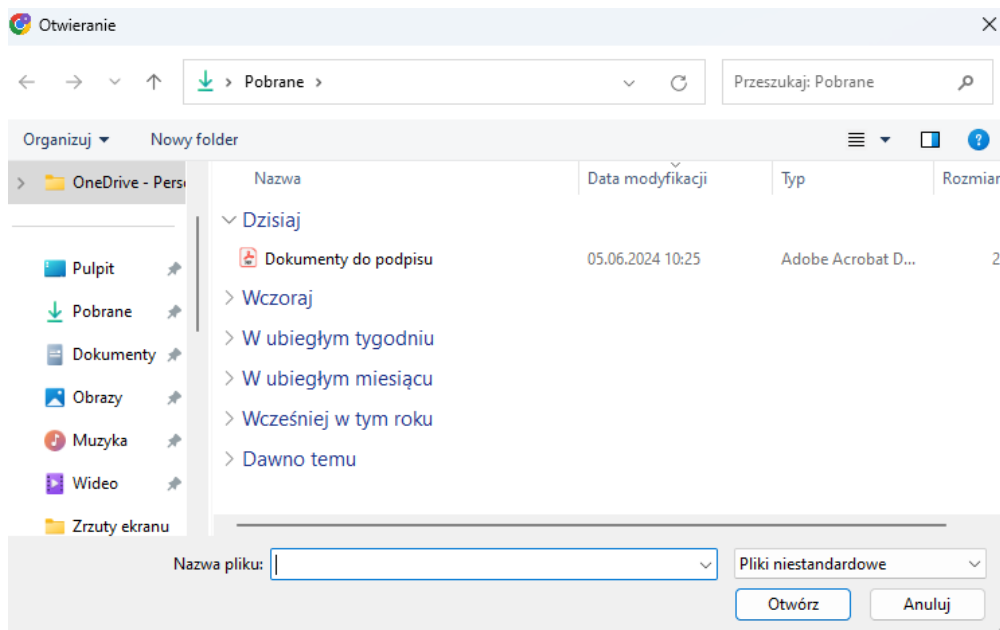 Otwieranie
Pobrane
Przeszukaj: Pobrane
Organizuj
Nowy folder
OneDrive - Perso
Nazwa
Data modyfikacji
Typ
Rozmiar
Dzisiaj
Dokumenty do podpisu
05.06.2024 10:25
Adobe Acrobat D...
2
Wczoraj
W ubiegłym tygodniu
W ubiegłym miesiącu
Wcześniej w tym roku
Dawno temu
Pulpit
Pobrane
Dokumenty
Obrazy
Muzyka
Wideo
Zrzuty ekranu
Nazwa pliku:
Pliki niestandardowe
Otwórz
Anuluj